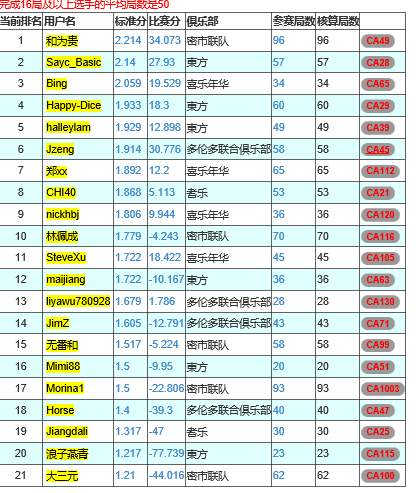 完成16局及以上选手的平均局数是50
当前排名 用户名 标准分 比赛分 俱乐部 参赛局数 核算局数
1 和为贵 2.214 34.073 密市联队 96 96 CA49
2 Sayc_Basic 2.14 27.93 東方 57 57 CA28
3 Bing 2.059 19.529 喜乐年华 34 34 CA65
4 Happy-Dice 1.933 18.3 東方 60 60 CA29
5 halleylam 1.929 12.898 東方 49 49 CA39
6 Jzeng 1.914 30.776 多伦多联合俱乐部 58 58 CA45
7 郑xx 1.892 12.2 喜乐年华 65 65 CA112
8 CHI40 1.868 5.113 耆乐 53 53 CA21
9 nickhbj 1.806 9.944 喜乐年华 36 36 CA120
10 林佩成 1.779 -4.243 密市联队 70 70 CA116
11 SteveXu 1.722 18.422 喜乐年华 45 45 CA105
12 maijiang 1.722 -10.167 東方 36 36 CA63
13 liyawu780928 1.679 1.786 多伦多联合俱乐部 28 28 CA130
14 JimZ 1.605 -12.791 多伦多联合俱乐部 43 43 CA71
15 无番和 1.517 -5.224 密市联队 58 58 CA99
16 Mimi88 1.5 -9.95 東方 20 20 CA51
17 Morina1 1.5 -22.806 密市联队 93 93 CA1003
18 Horse 1.4 -39.3 多伦多联合俱乐部 40 40 CA47
19 Jiangdali 1.317 -47 耆乐 30 30 CA25
20 浪子燕青 1.217 -77.739 東方 23 23 CA115
21 大三元 1.21 -44.016 密市联队 62 62 CA100